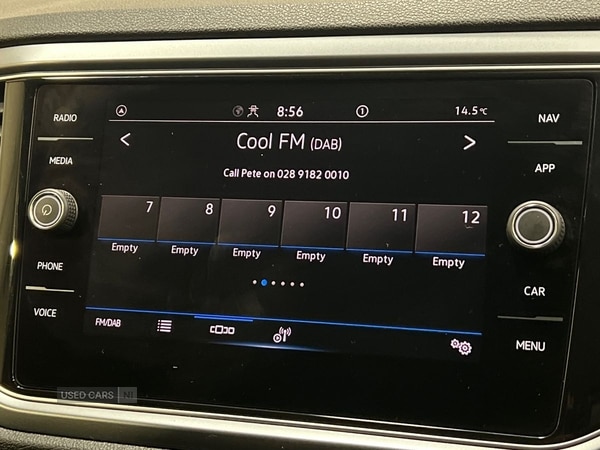 RADIO
MEDIA
PHONE
VOICE
8:56
1
14.5°C
< Cool FM (DAB) >
Call Pete on 028 9182 0010
7 8 9 10 11 12
Empty Empty Empty Empty Empty Empty
FM/DAB
NAV
APP
CAR
MENU
USED CARS NI